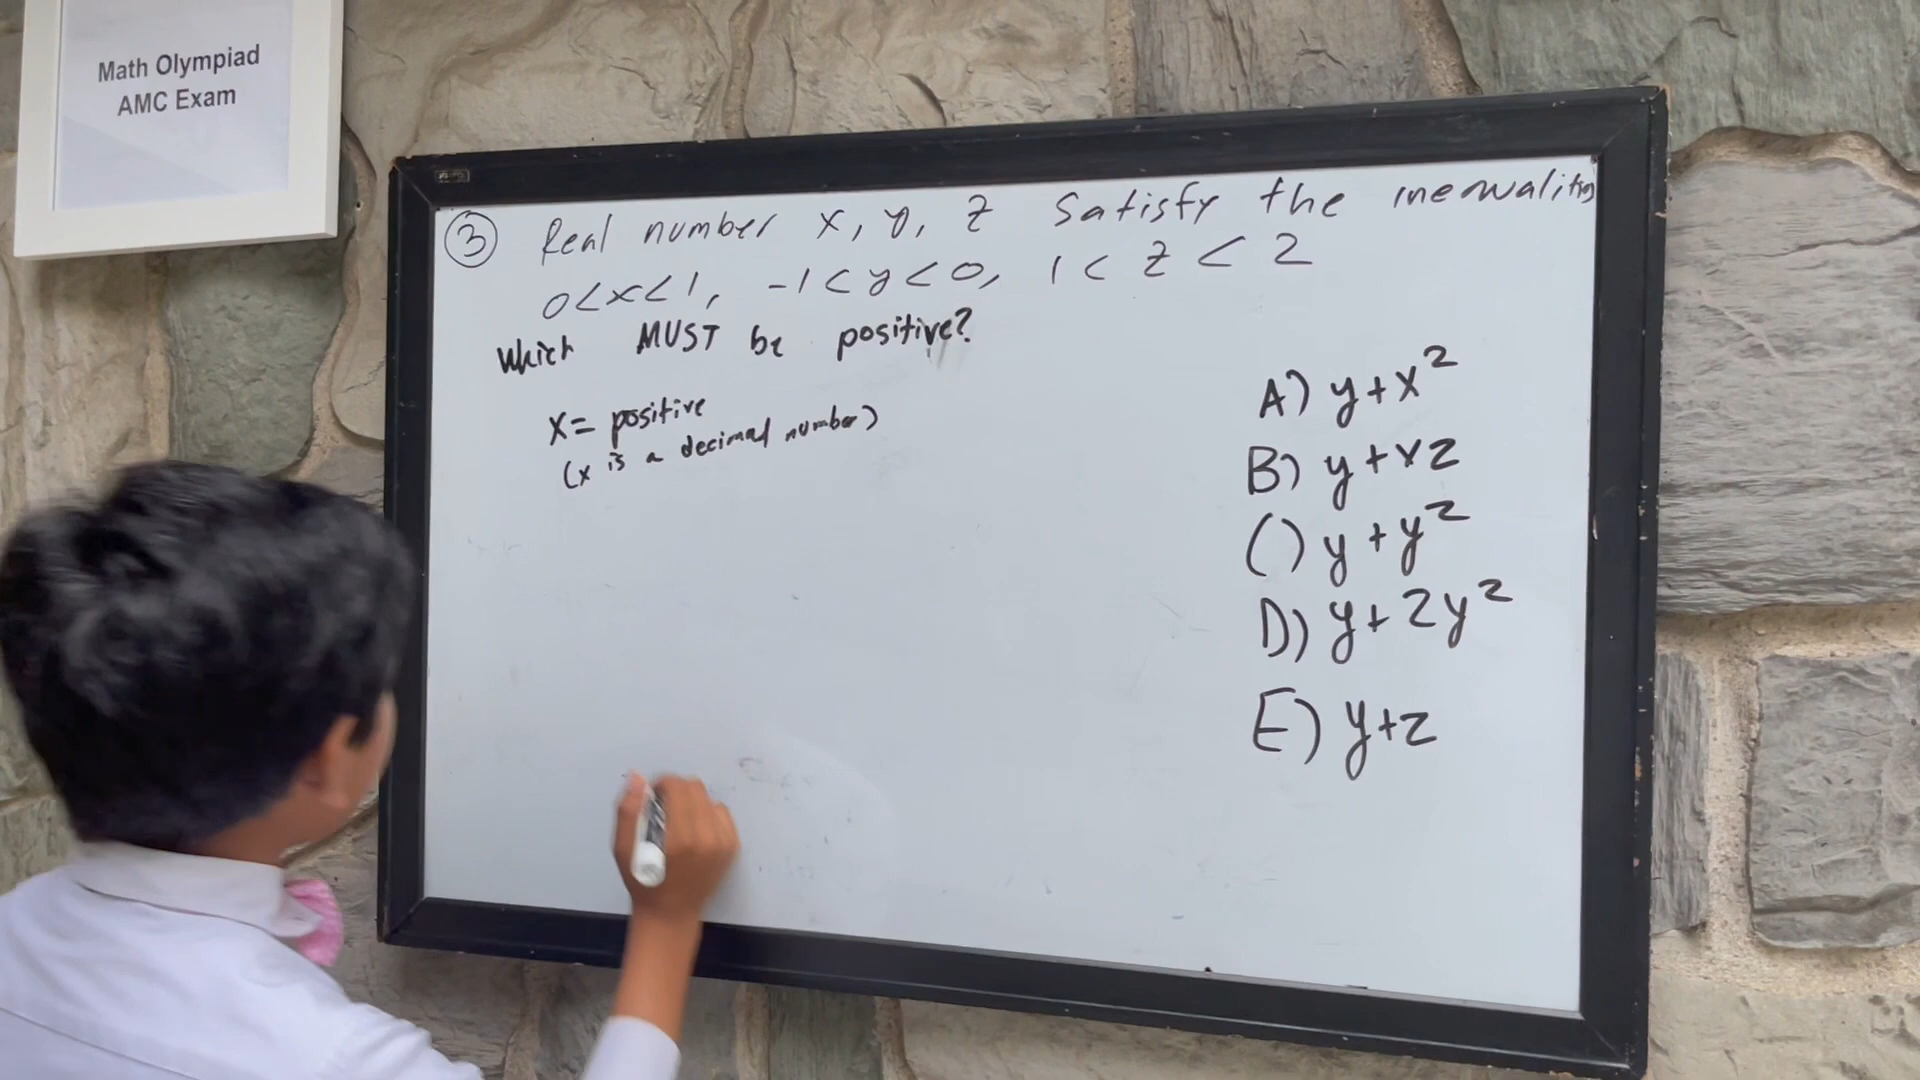 Math Olympiad
AMC Exam
③ Real number x, y, z Satisfy the inequalities
0<x<1, -1<y<0, 1<z<2
Which MUST be positive?
x= positive
(x is a decimal number)
A) y+x²
B) y+xz
C) y+y²
D) y+2y²
E) y+z